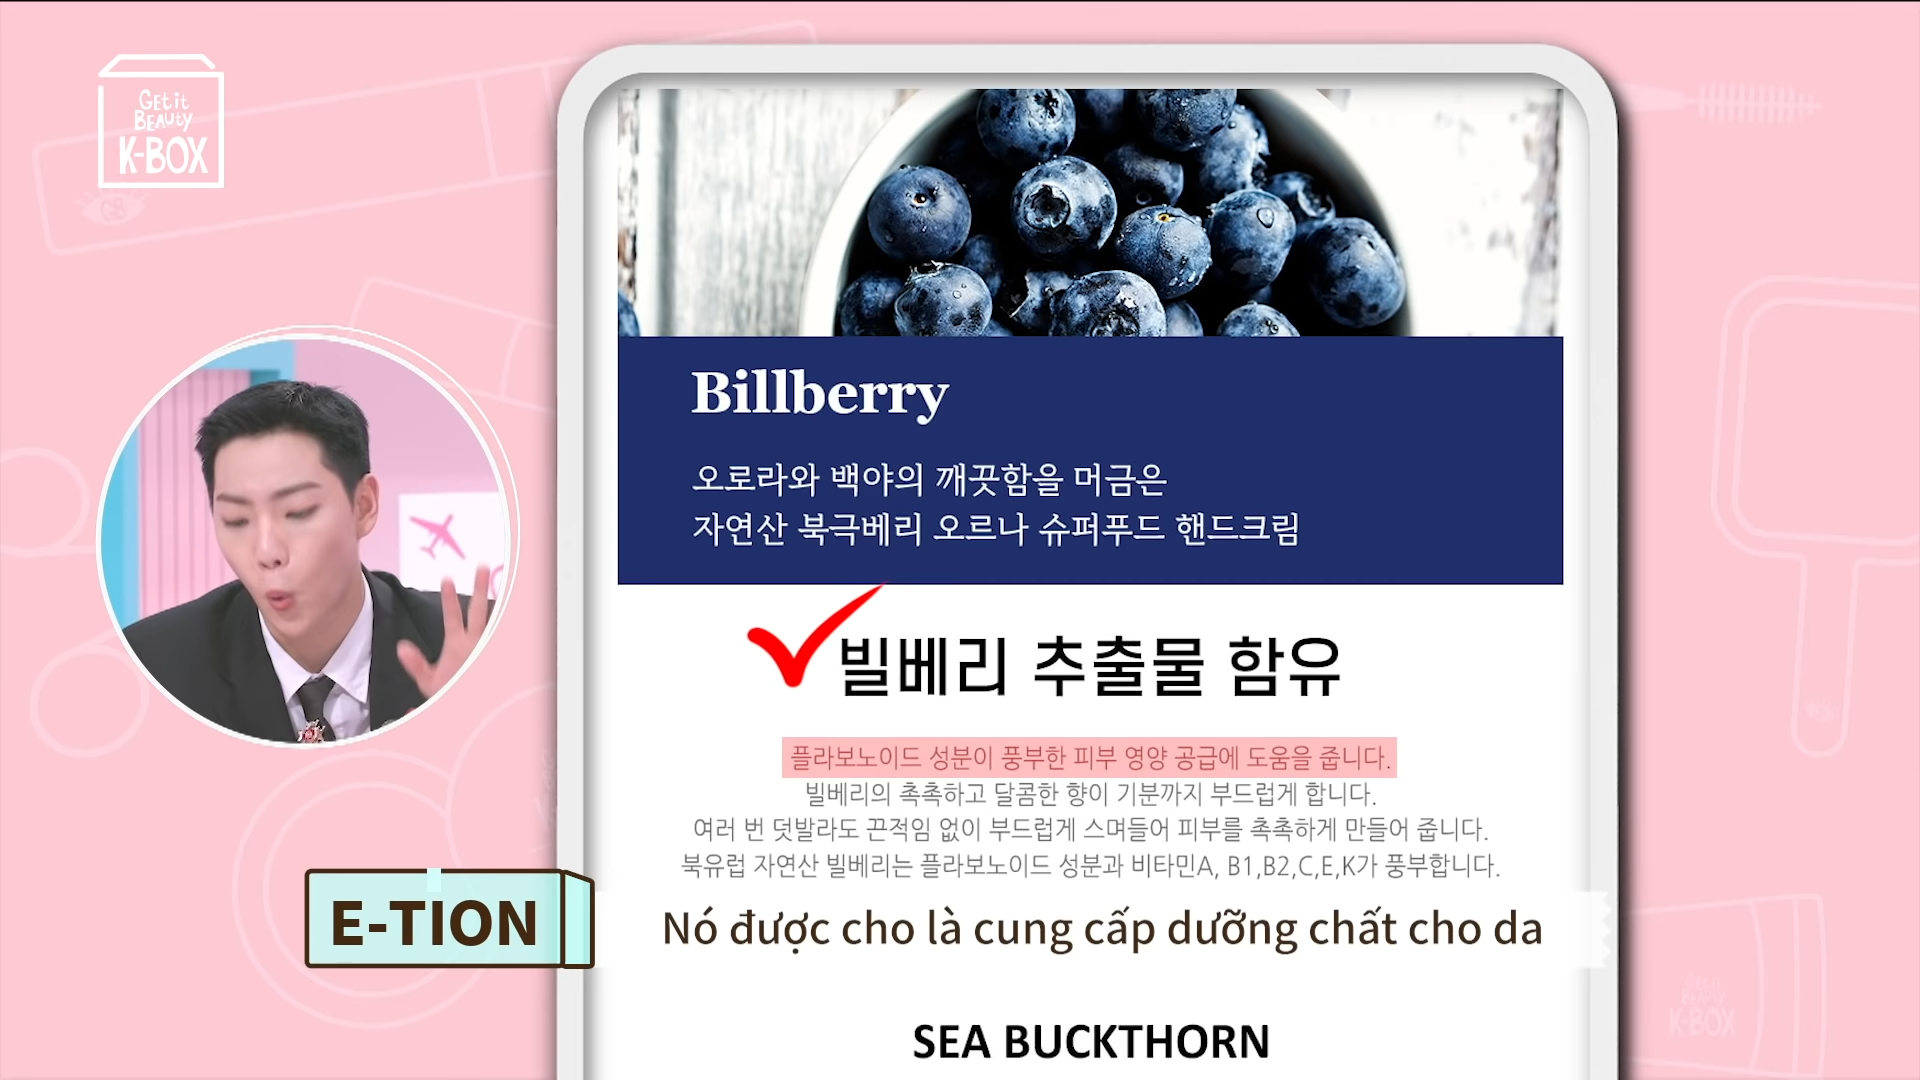 Get it
BEAUty
K-BOX
Billberry
오로라와 백야의 깨끗함을 머금은
자연산 북극베리 오르나 슈퍼푸드 핸드크림
빌베리 추출물 함유
플라보노이드 성분이 풍부한 피부 영양 공급에 도움을 줍니다.
빌베리의 촉촉하고 달콤한 향이 기분까지 부드럽게 합니다.
여러 번 덧발라도 끈적임 없이 부드럽게 스며들어 피부를 촉촉하게 만들어 줍니다.
북유럽 자연산 빌베리는 플라보노이드 성분과 비타민A, B1,B2,C,E,K가 풍부합니다.
E-TION
Nó được cho là cung cấp dưỡng chất cho da
SEA BUCKTHORN
Get it
BEAUty
K-BOX